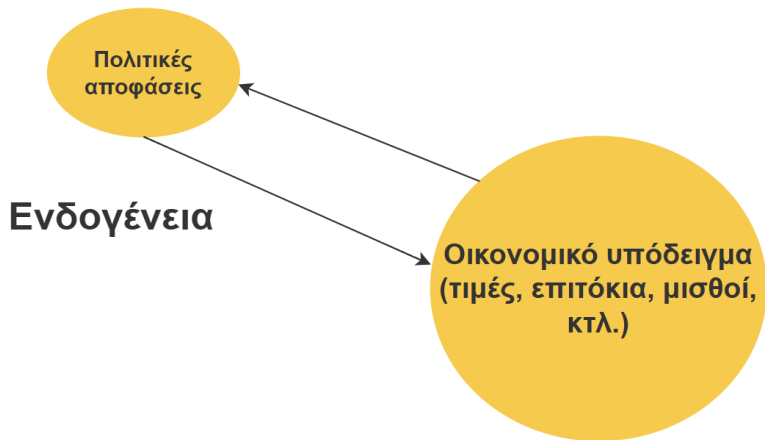 Πολιτικές
αποφάσεις
Ενδογένεια
Οικονομικό υπόδειγμα
(τιμές, επιτόκια, μισθοί,
κτλ.)